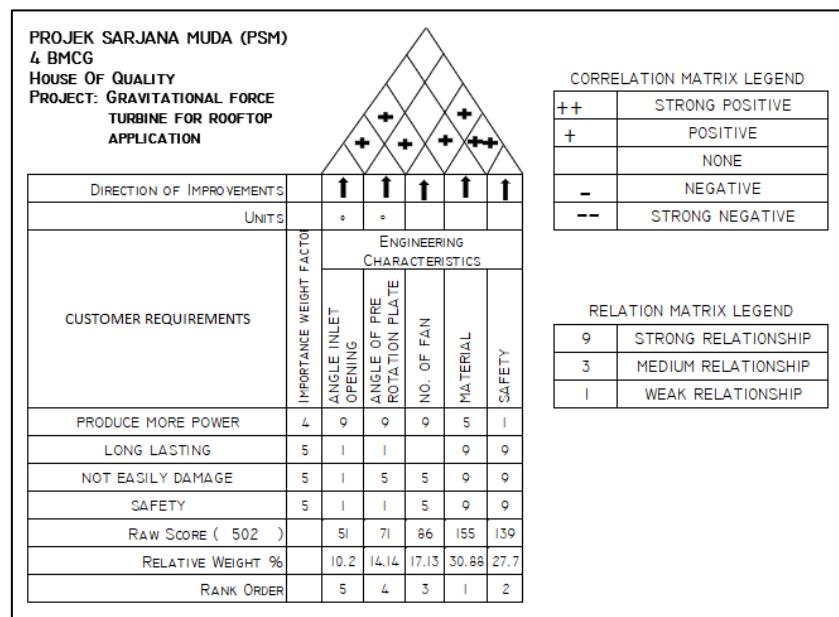 PROJEK SARJANA MUDA (PSM)
4 BMCG
HOUSE OF QUALITY
PROJECT: GRAVITATIONAL FORCE
TURBINE FOR ROOFTOP
APPLICATION
+ +
+ + + ++
DIRECTION OF IMPROVEMENTS
UNITS ° °
IMPORTANCE WEIGHT FACTOR
ENGINEERING
CHARACTERISTICS
CUSTOMER REQUIREMENTS
ANGLE INLET
OPENING
ANGLE OF PRE
ROTATION PLATE
NO. OF FAN
MATERIAL
SAFETY
PRODUCE MORE POWER 4 9 9 9 5 1
LONG LASTING 5 1 1 9 9
NOT EASILY DAMAGE 5 1 5 5 9 9
SAFETY 5 1 1 5 9 9
RAW SCORE ( 502 ) 51 71 86 155 139
RELATIVE WEIGHT % 10.2 14.14 17.13 30.88 27.7
RANK ORDER 5 4 3 1 2
CORRELATION MATRIX LEGEND
++ STRONG POSITIVE
+ POSITIVE
NONE
- NEGATIVE
-- STRONG NEGATIVE
RELATION MATRIX LEGEND
9 STRONG RELATIONSHIP
3 MEDIUM RELATIONSHIP
1 WEAK RELATIONSHIP